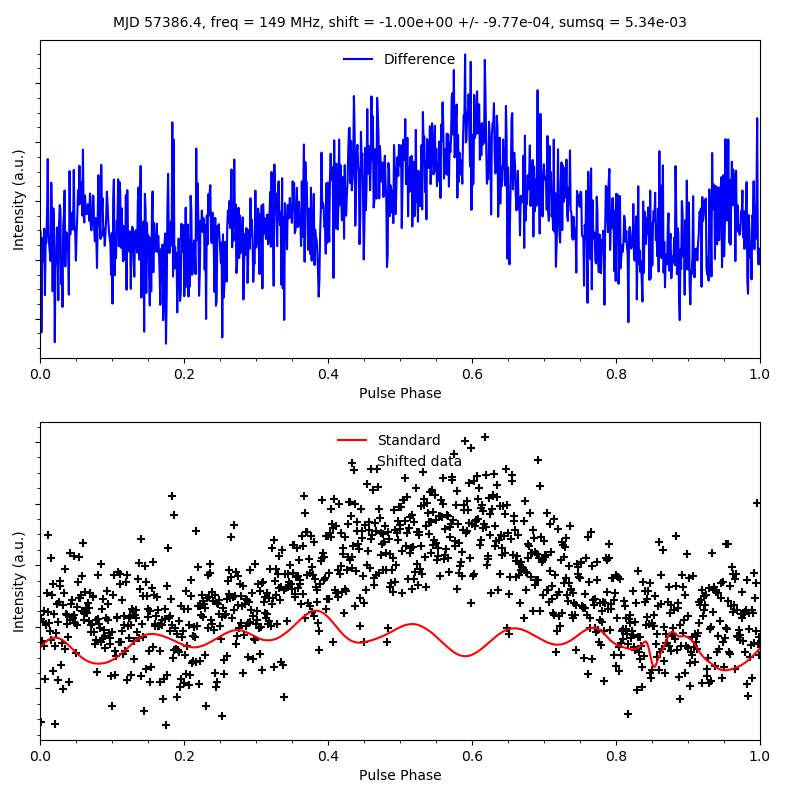 MJD 57386.4, freq = 149 MHz, shift = -1.00e+00 +/- -9.77e-04, sumsq = 5.34e-03
Difference
Intensity (a.u.)
0.0 0.2 0.4 0.6 0.8 1.0
Pulse Phase
Standard
Shifted data
Intensity (a.u.)
0.0 0.2 0.4 0.6 0.8 1.0
Pulse Phase